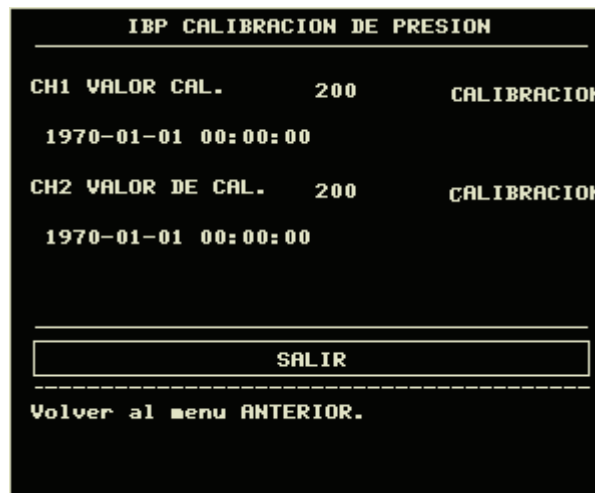 IBP CALIBRACION DE PRESION
CH1 VALOR CAL. 200 CALIBRACION
1970-01-01 00:00:00
CH2 VALOR DE CAL. 200 CALIBRACION
1970-01-01 00:00:00
SALIR
Volver al menu ANTERIOR.